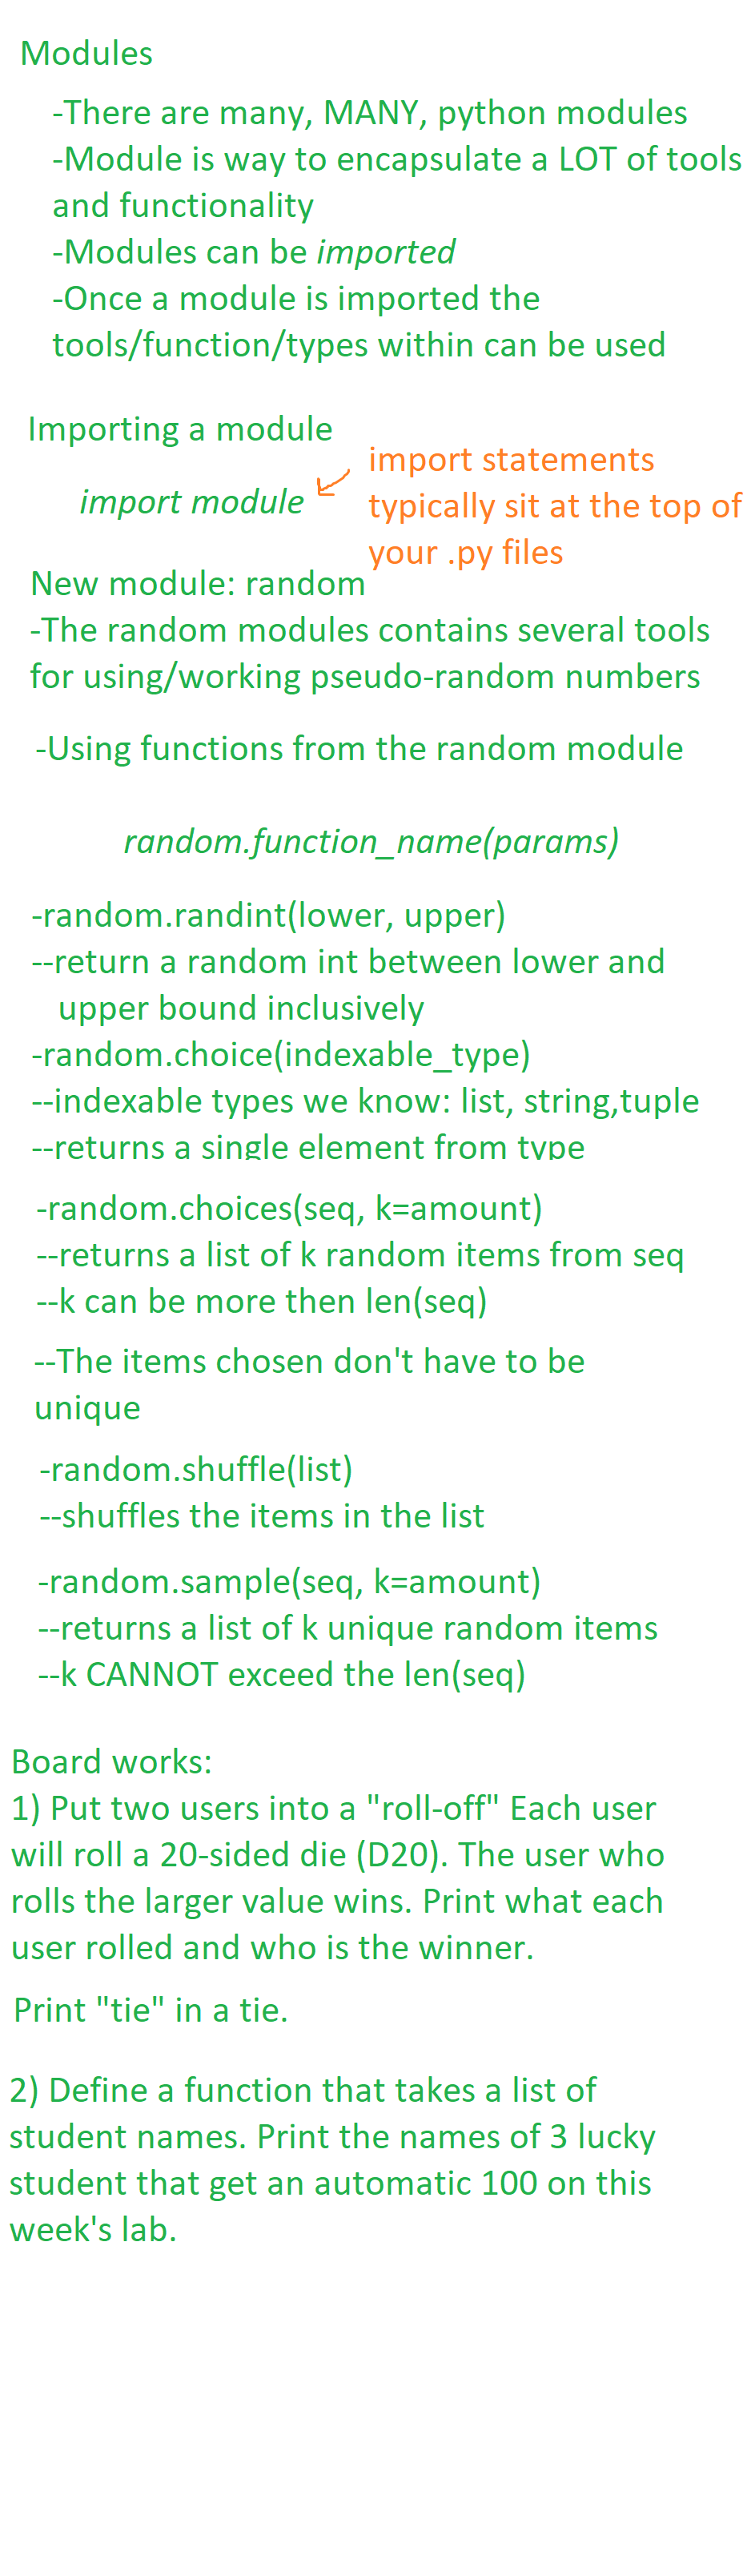 Modules
-There are many, MANY, python modules
-Module is way to encapsulate a LOT of tools
and functionality
-Modules can be imported
-Once a module is imported the
tools/function/types within can be used
Importing a module
import module
import statements
typically sit at the top of
your .py files
New module: random
-The random modules contains several tools
for using/working pseudo-random numbers
-Using functions from the random module
random.function_name(params)
-random.randint(lower, upper)
--return a random int between lower and
upper bound inclusively
-random.choice(indexable_type)
--indexable types we know: list, string,tuple
--returns a single element from type
-random.choices(seq, k=amount)
--returns a list of k random items from seq
--k can be more then len(seq)
--The items chosen don't have to be
unique
-random.shuffle(list)
--shuffles the items in the list
-random.sample(seq, k=amount)
--returns a list of k unique random items
--k CANNOT exceed the len(seq)
Board works:
1) Put two users into a "roll-off" Each user
will roll a 20-sided die (D20). The user who
rolls the larger value wins. Print what each
user rolled and who is the winner.
Print "tie" in a tie.
2) Define a function that takes a list of
student names. Print the names of 3 lucky
student that get an automatic 100 on this
week's lab.